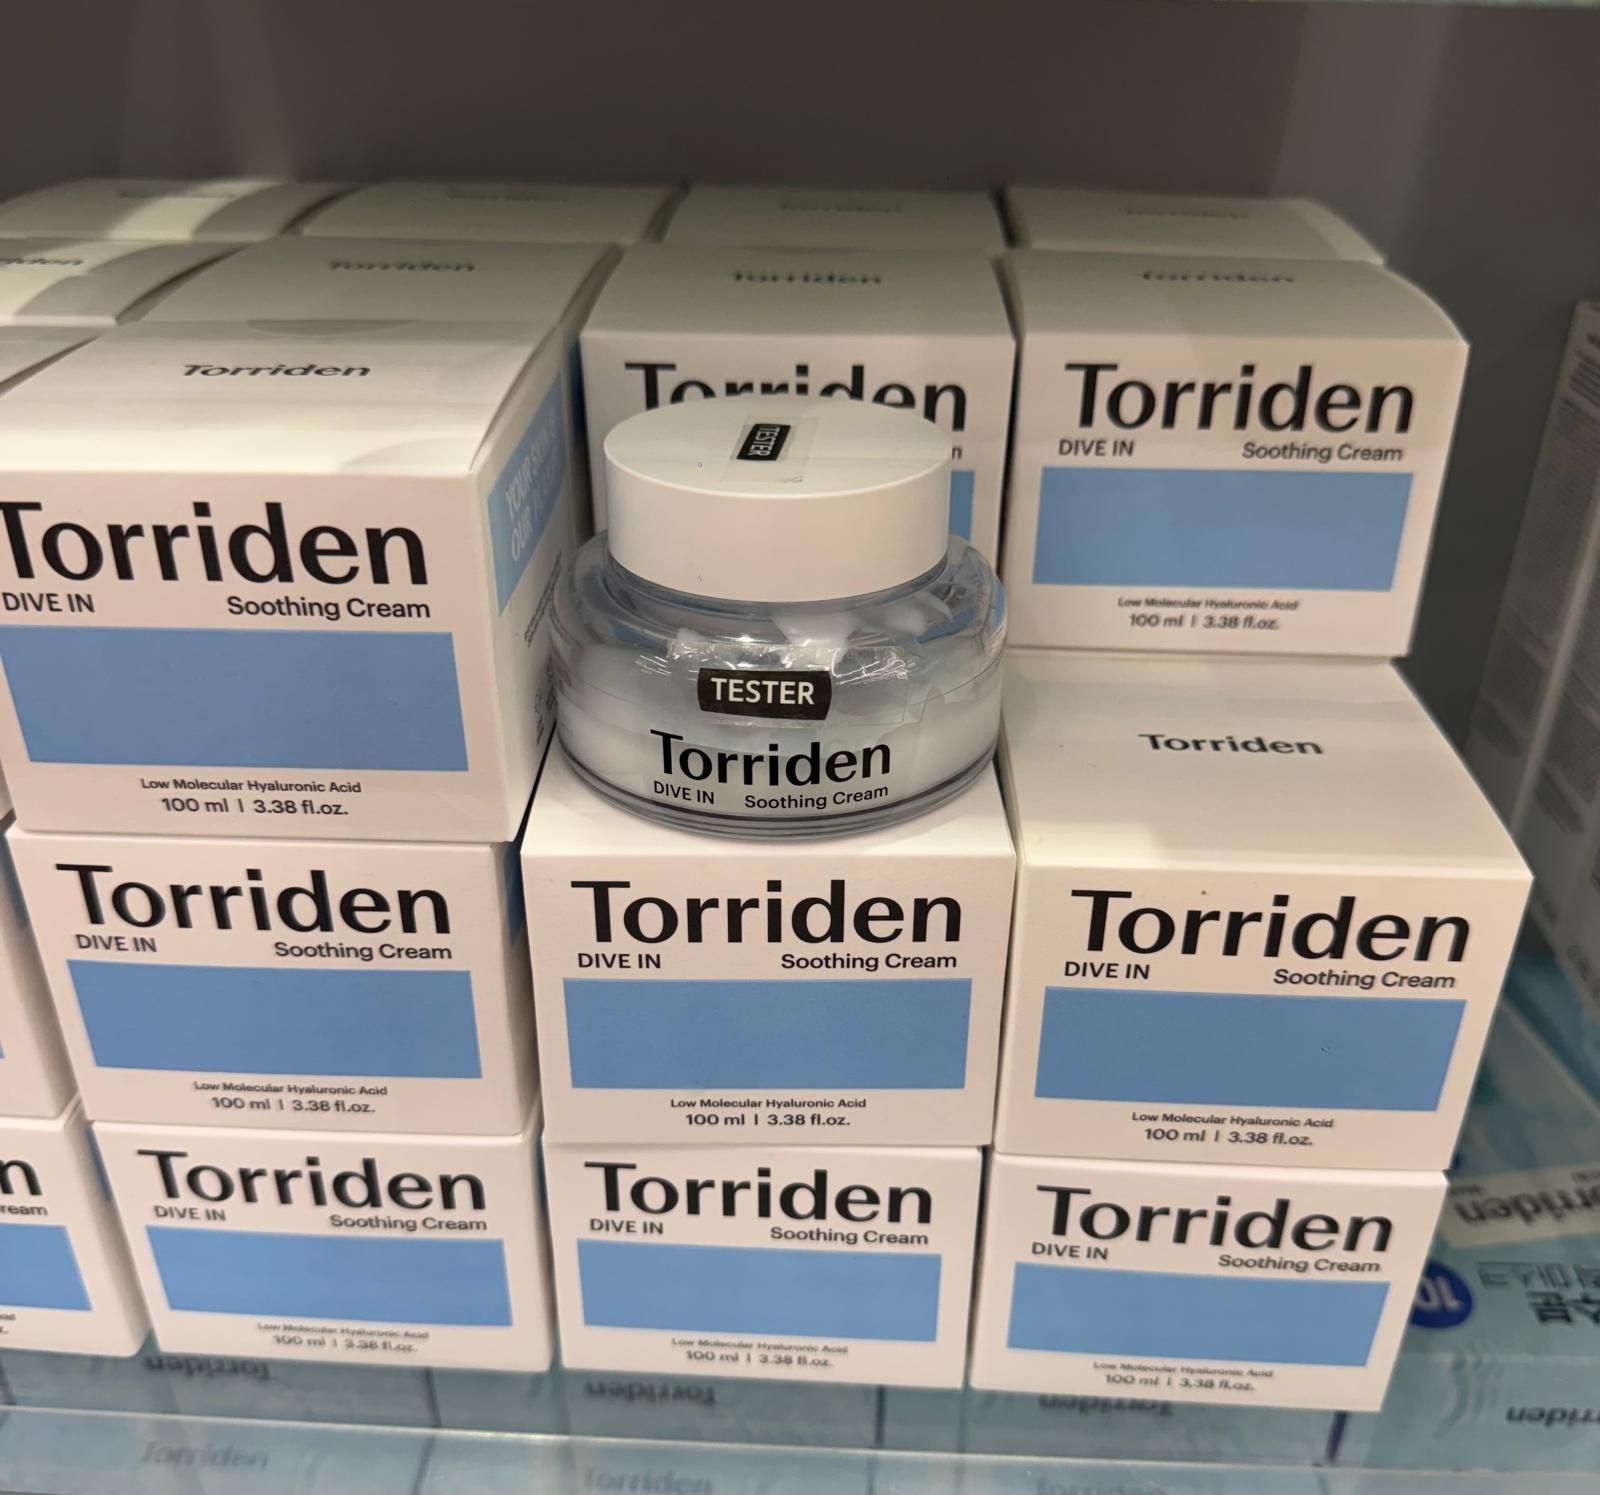 Torriden
Torriden
Torriden
Torriden
Torriden
DIVE IN Soothing Cream
Low Molecular Hyaluronic Acid
100 ml | 3.38 fl.oz.
Torriden
Torriden
DIVE IN Soothing Cream
Low Molecular Hyaluronic Acid
100 ml | 3.38 fl.oz.
TESTER
TESTER
Torriden
DIVE IN Soothing Cream
Torriden
Torriden
DIVE IN Soothing Cream
Low Molecular Hyaluronic Acid
100 ml | 3.38 fl.oz.
Torriden
DIVE IN Soothing Cream
Low Molecular Hyaluronic Acid
100 ml | 3.38 fl.oz.
Torriden
DIVE IN Soothing Cream
Low Molecular Hyaluronic Acid
100 ml | 3.38 fl.oz.
Torriden
DIVE IN Soothing Cream
Low Molecular Hyaluronic Acid
100 ml | 3.38 fl.oz.
Torriden
DIVE IN Soothing Cream
Low Molecular Hyaluronic Acid
100 ml | 3.38 fl.oz.
Torriden
DIVE IN Soothing Cream
Low Molecular Hyaluronic Acid
100 ml | 3.38 fl.oz.
Torriden
Torriden
Torriden